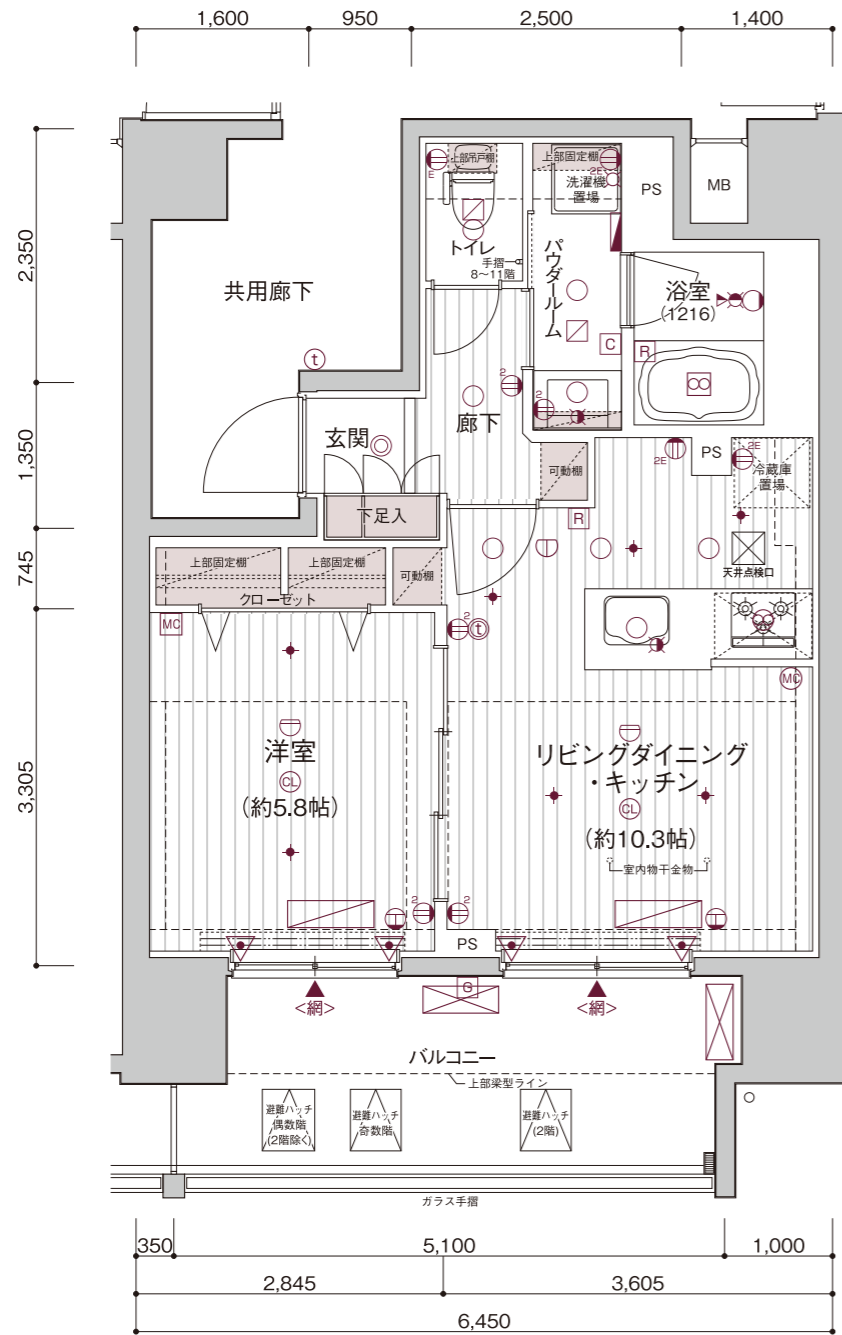 1,600
950
2,500
1,400
2,350
1,350
745
3,305
上部吊戸棚
E
トイレ
手摺
8〜11階
上部固定棚
2E
洗濯機
置場
PS
MB
パウダールーム
浴室
(1216)
C
R
共用廊下
t
2
2
玄関
廊下
下足入
可動棚
2E
PS
2E
冷蔵庫
置場
R
天井点検口
上部固定棚
上部固定棚
可動棚
クローゼット
MC
2
t
MC
洋室
CL
(約5.8帖)
リビングダイニング
・キッチン
CL
(約10.3帖)
室内物干金物
2
2
PS
G
<網>
<網>
バルコニー
上部梁型ライン
避難ハッチ
偶数階
(2階除く)
避難ハッチ
奇数階
避難ハッチ
(2階)
ガラス手摺
350
5,100
1,000
2,845
3,605
6,450